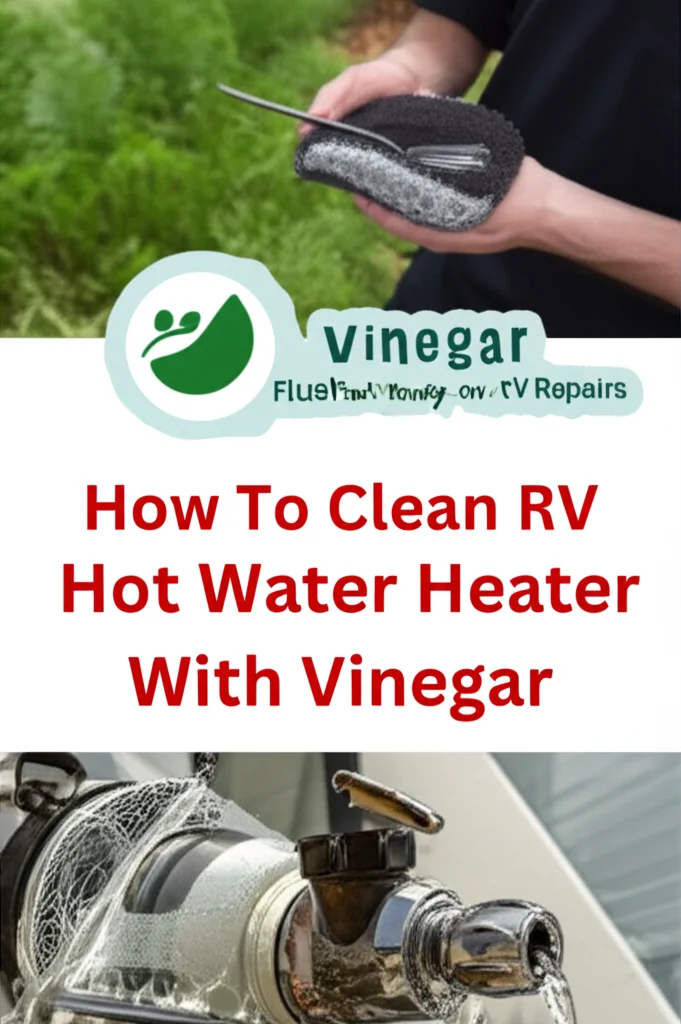 Vinegar
RV Repairs
How To Clean RV
Hot Water Heater
With Vinegar